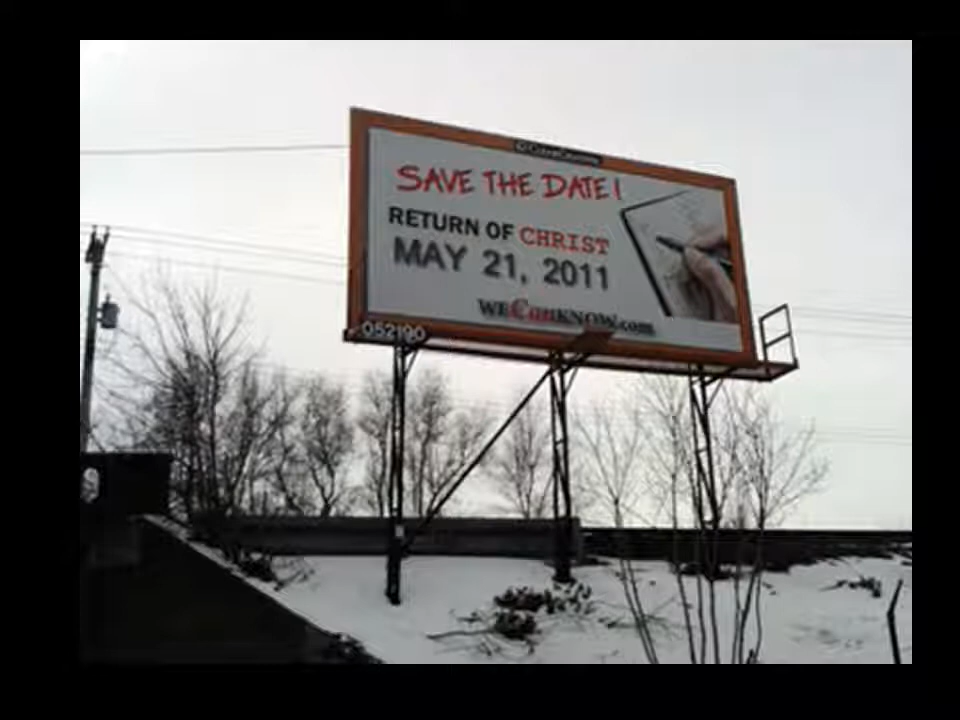 SAVE THE DATE!
RETURN OF CHRIST
MAY 21, 2011
WECanKNOW.com
052190